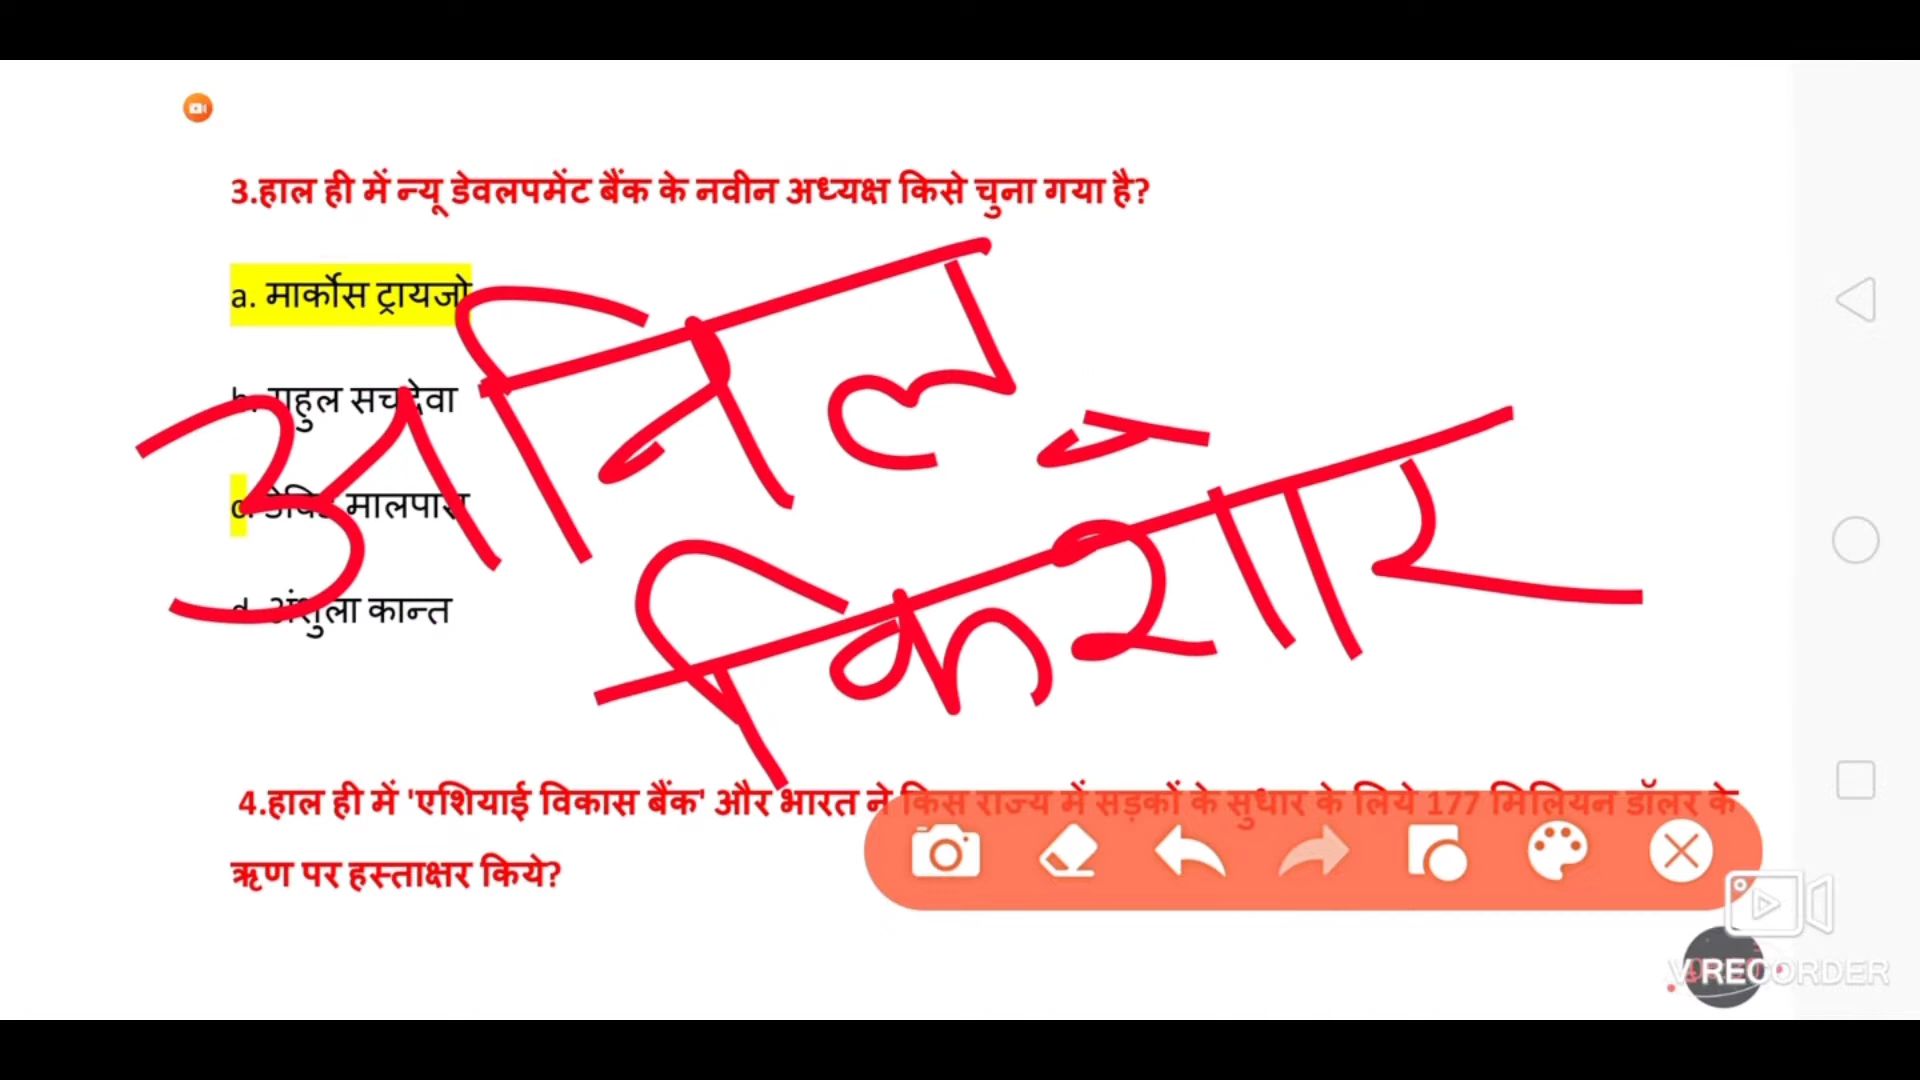 3.हाल ही में न्यू डेवलपमेंट बैंक के नवीन अध्यक्ष किसे चुना गया है?
a. मार्कोस ट्रायजो
b. राहुल सचदेवा
c. डेविड मालपास
d. अंशुला कान्त
अनिल
किशार
4.हाल ही में 'एशियाई विकास बैंक' और भारत ने किस राज्य में सड़कों के सुधार के लिये 177 मिलियन डॉलर के
ऋण पर हस्ताक्षर किये?
V RECORDER